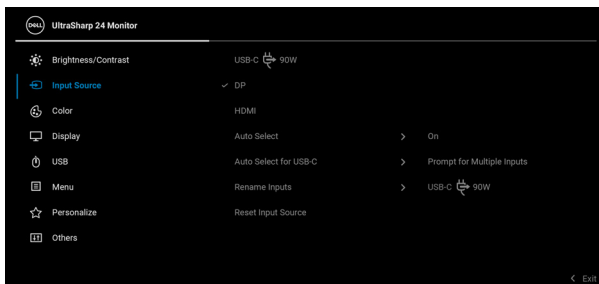 DELL UltraSharp 24 Monitor
Brightness/Contrast USB-C 90W
Input Source DP
Color HDMI
Display Auto Select On
USB Auto Select for USB-C Prompt for Multiple Inputs
Menu Rename Inputs USB-C 90W
Personalize Reset Input Source
Others
Exit